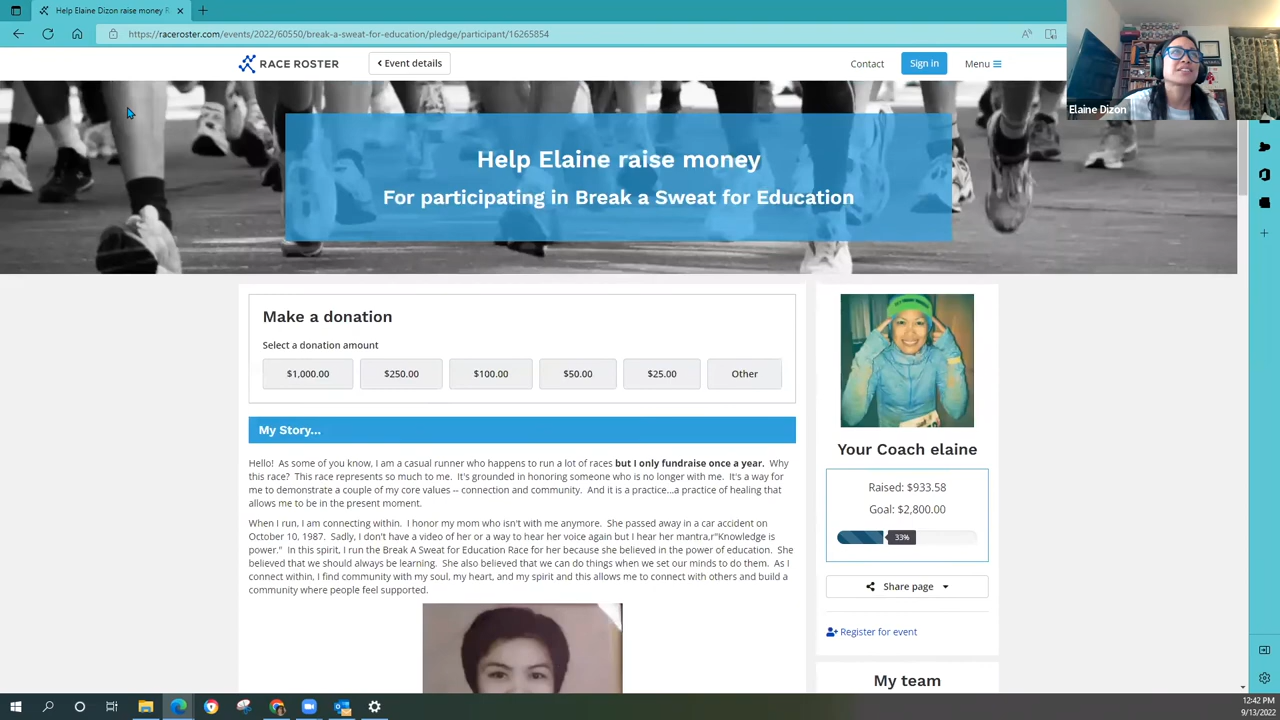 Help Elaine Dizon raise money R
https://raceroster.com/events/2022/60550/break-a-sweat-for-education/pledge/participant/16265854
RACE ROSTER
Event details
Contact
Sign in
Menu
Elaine Dizon
Help Elaine raise money
For participating in Break a Sweat for Education
Make a donation
Select a donation amount
$1,000.00
$250.00
$100.00
$50.00
$25.00
Other
My Story...
Hello! As some of you know, I am a casual runner who happens to run a lot of races but I only fundraise once a year. Why
this race? This race represents so much to me. It's grounded in honoring someone who is no longer with me. It's a way for
me to demonstrate a couple of my core values -- connection and community. And it is a practice...a practice of healing that
allows me to be in the present moment.
When I run, I am connecting within. I honor my mom who isn't with me anymore. She passed away in a car accident on
October 10, 1987. Sadly, I don't have a video of her or a way to hear her voice again but I hear her mantra,r"Knowledge is
power." In this spirit, I run the Break A Sweat for Education Race for her because she believed in the power of education. She
believed that we should always be learning. She also believed that we can do things when we set our minds to do them. As I
connect within, I find community with my soul, my heart, and my spirit and this allows me to connect with others and build a
community where people feel supported.
Your Coach elaine
Raised: $933.58
Goal: $2,800.00
33%
Share page
Register for event
My team
12:42 PM
9/13/2022